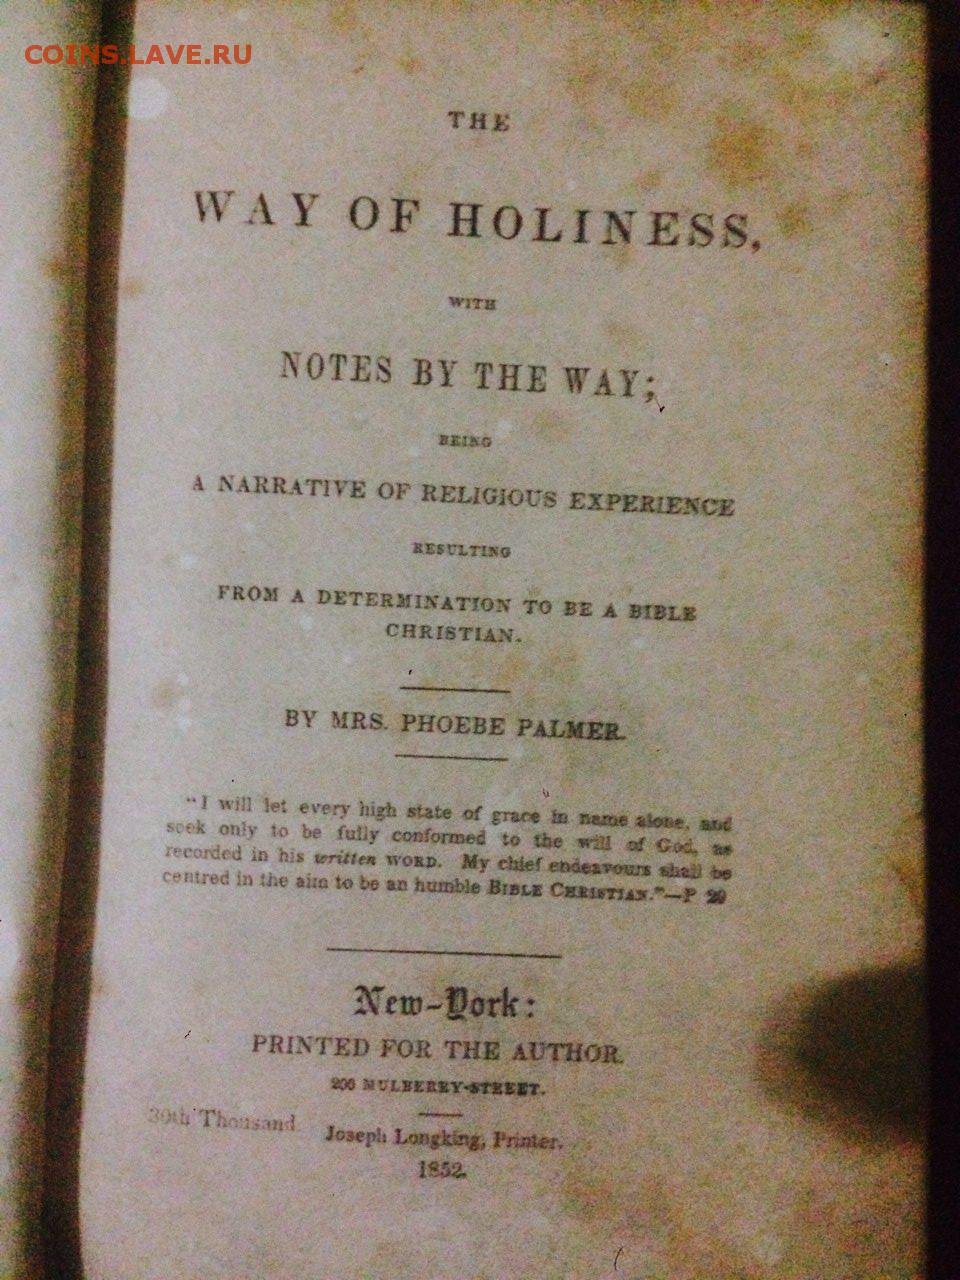 COINS.LAVE.RU
THE
WAY OF HOLINESS,
WITH
NOTES BY THE WAY;
BEING
A NARRATIVE OF RELIGIOUS EXPERIENCE
RESULTING
FROM A DETERMINATION TO BE A BIBLE
CHRISTIAN.
BY MRS. PHOEBE PALMER.
"I will let every high state of grace in name alone, and
seek only to be fully conformed to the will of God, as
recorded in his written WORD. My chief endeavours shall be
centred in the aim to be an humble BIBLE CHRISTIAN."—P 20
New-York:
PRINTED FOR THE AUTHOR.
200 MULBERRY-STREET.
30th Thousand
Joseph Longking, Printer.
1852.